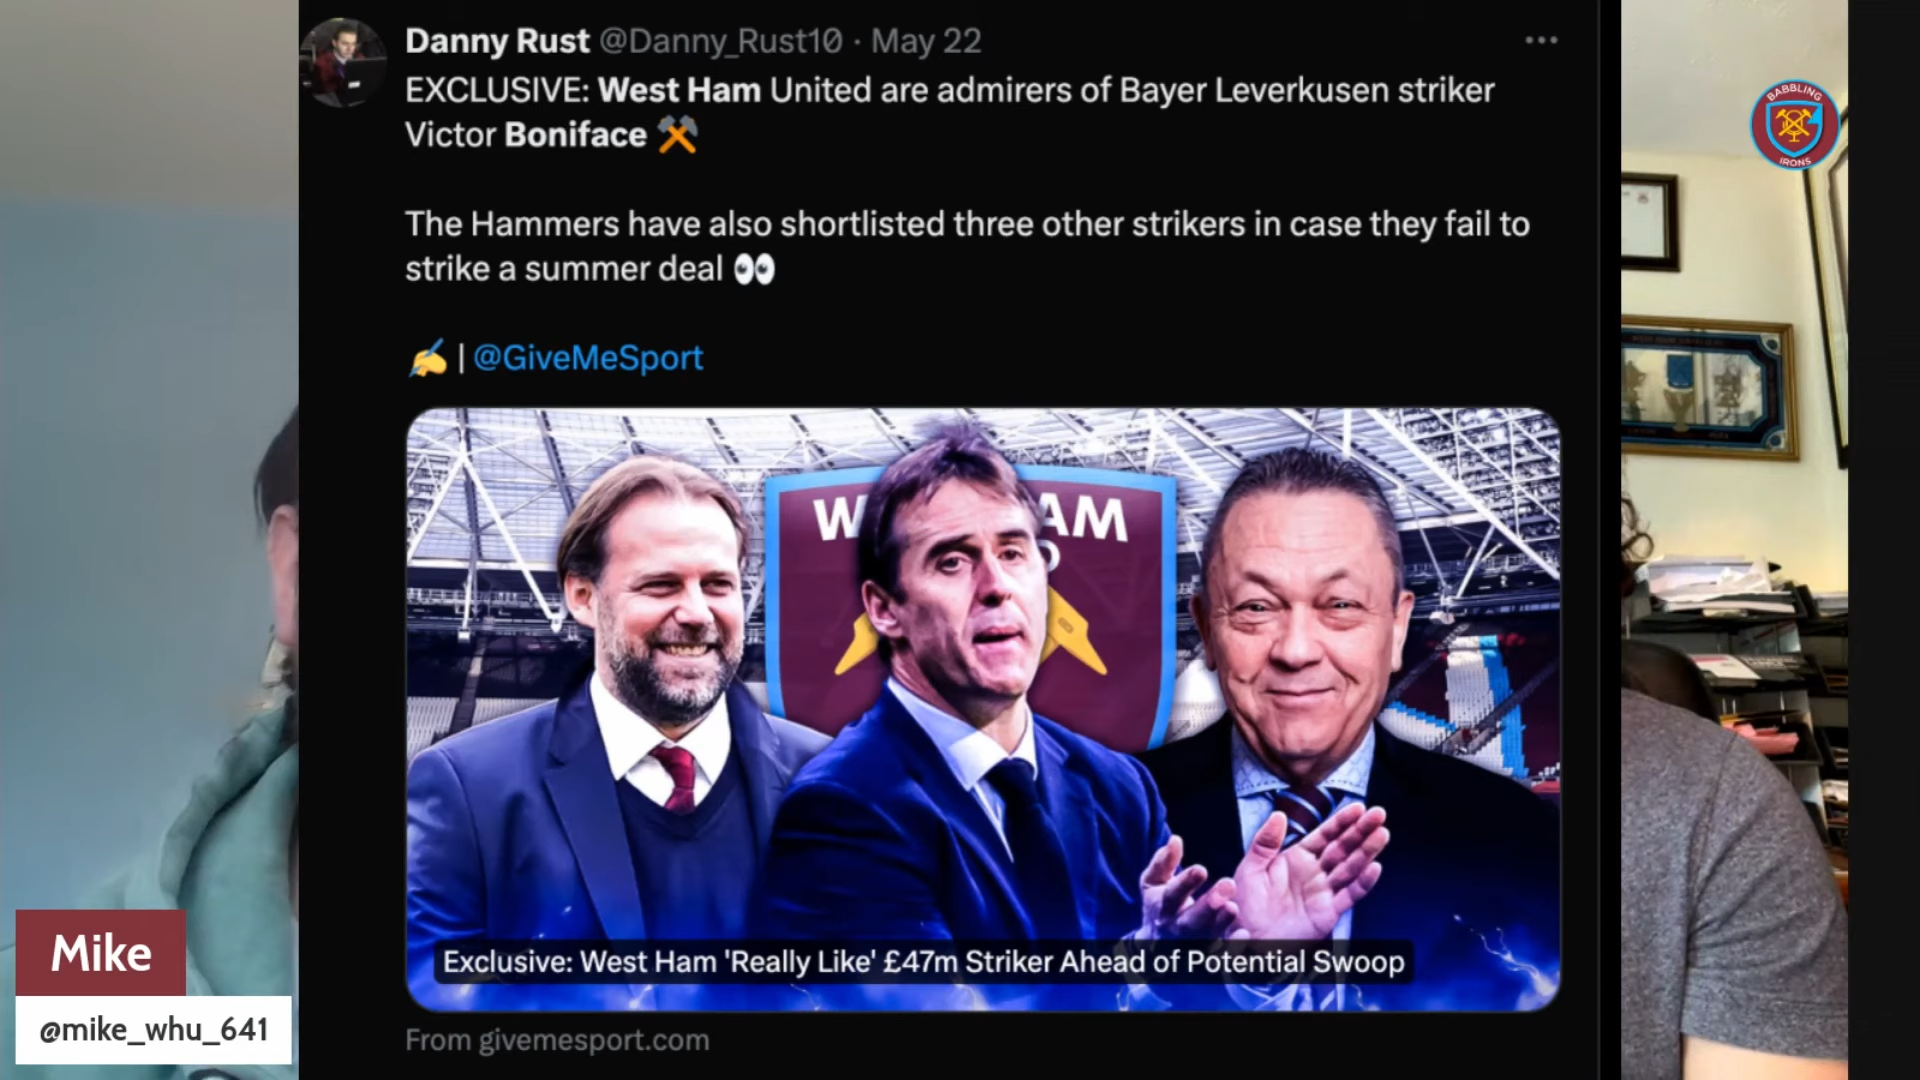 Danny Rust @Danny_Rust10 · May 22
EXCLUSIVE: West Ham United are admirers of Bayer Leverkusen striker
Victor Boniface ⚒️
The Hammers have also shortlisted three other strikers in case they fail to
strike a summer deal 👀
✍️ | @GiveMeSport
Exclusive: West Ham 'Really Like' £47m Striker Ahead of Potential Swoop
From givemesport.com
BABBLING
IRONS
Mike
@mike_whu_641